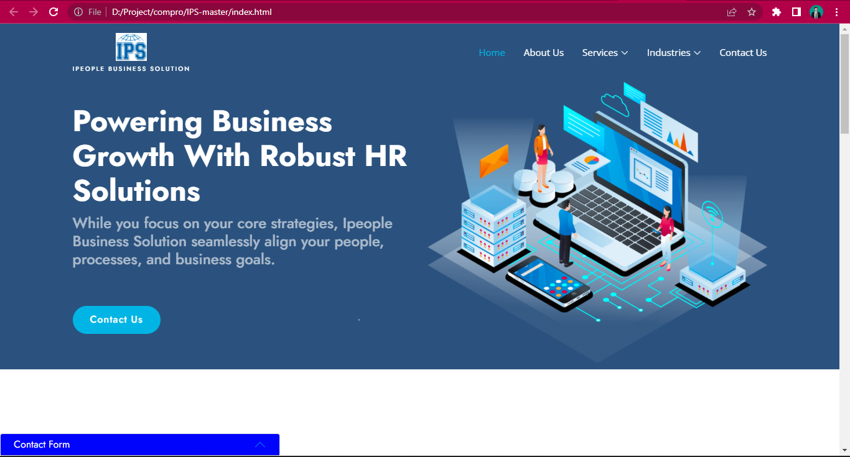 File | D:/Project/compro/IPS-master/index.html
IPS
IPEOPLE BUSINESS SOLUTION
Home
About Us
Services
Industries
Contact Us
Powering Business
Growth With Robust HR
Solutions
While you focus on your core strategies, Ipeople
Business Solution seamlessly align your people,
processes, and business goals.
Contact Us
Contact Form